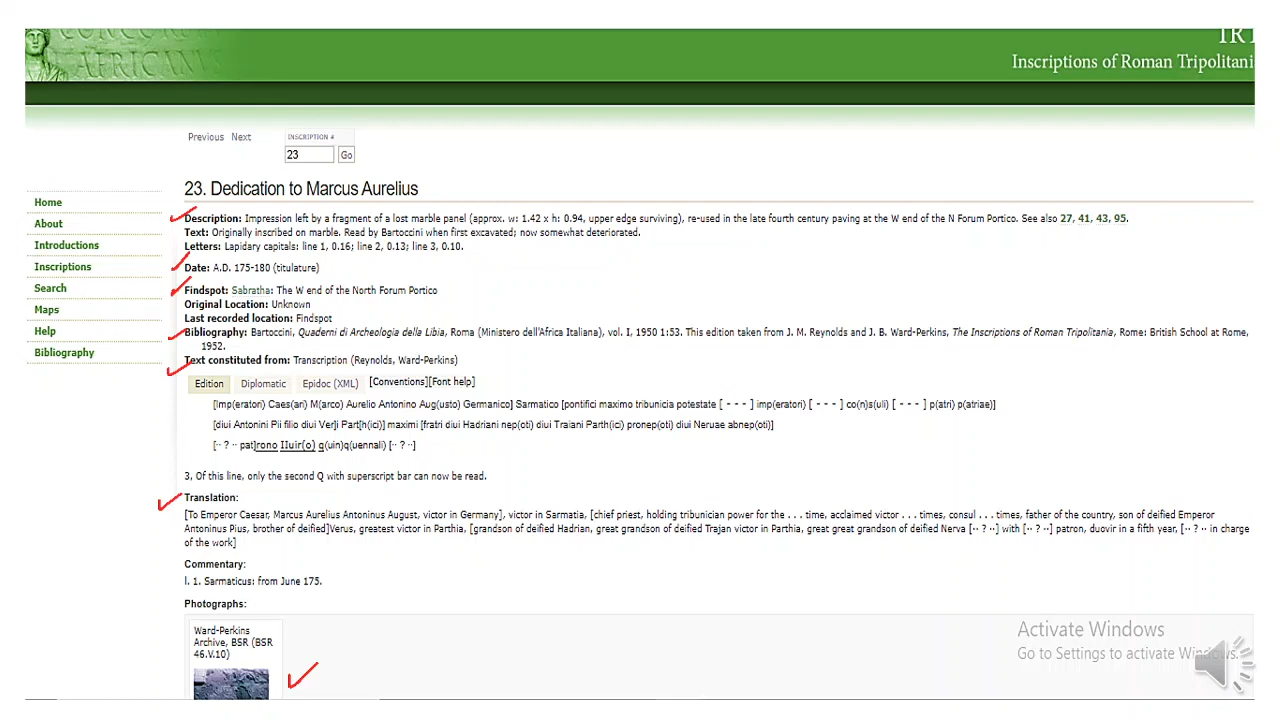 CONCOR
AFRICANUS
IRT
Inscriptions of Roman Tripolitani
Previous Next
INSCRIPTION #
23 Go
23. Dedication to Marcus Aurelius
Home
About
Introductions
Inscriptions
Search
Maps
Help
Bibliography
Description: Impression left by a fragment of a lost marble panel (approx. w: 1.42 x h: 0.94, upper edge surviving), re-used in the late fourth century paving at the W end of the N Forum Portico. See also 27, 41, 43, 95.
Text: Originally inscribed on marble. Read by Bartoccini when first excavated; now somewhat deteriorated.
Letters: Lapidary capitals: line 1, 0.16; line 2, 0.13; line 3, 0.10.
Date: A.D. 175-180 (titulature)
Findspot: Sabratha: The W end of the North Forum Portico
Original Location: Unknown
Last recorded location: Findspot
Bibliography: Bartoccini, Quaderni di Archeologia della Libia, Roma (Ministero dell'Africa Italiana), vol. I, 1950 1:53. This edition taken from J. M. Reynolds and J. B. Ward-Perkins, The Inscriptions of Roman Tripolitania, Rome: British School at Rome,
1952.
Text constituted from: Transcription (Reynolds, Ward-Perkins)
Edition Diplomatic Epidoc (XML) [Conventions][Font help]
[Imp(eratori) Caes(ari) M(arco) Aurelio Antonino Aug(usto) Germanico] Sarmatico [pontifici maximo tribunicia potestate [ - - - ] imp(eratori) [ - - - ] co(n)s(uli) [ - - - ] p(atri) p(atriae)]
[diui Antonini Pii filio diui Ver]i Part[h(ici)] maximi [fratri diui Hadriani nep(oti) diui Traiani Parth(ici) pronep(oti) diui Neruae abnep(oti)]
[·· ? ·· pat]rono IIuir(o) q(uin)q(uennali) [·· ? ··]
3, Of this line, only the second Q with superscript bar can now be read.
Translation:
[To Emperor Caesar, Marcus Aurelius Antoninus August, victor in Germany], victor in Sarmatia, [chief priest, holding tribunician power for the . . . time, acclaimed victor . . . times, consul . . . times, father of the country, son of deified Emperor
Antoninus Pius, brother of deified]Verus, greatest victor in Parthia, [grandson of deified Hadrian, great grandson of deified Trajan victor in Parthia, great great grandson of deified Nerva [·· ? ··] with [·· ? ··] patron, duovir in a fifth year, [·· ? ·· in charge
of the work]
Commentary:
l. 1. Sarmaticus: from June 175.
Photographs:
Ward-Perkins
Archive, BSR (BSR
46.V.10)
Activate Windows
Go to Settings to activate Windows.